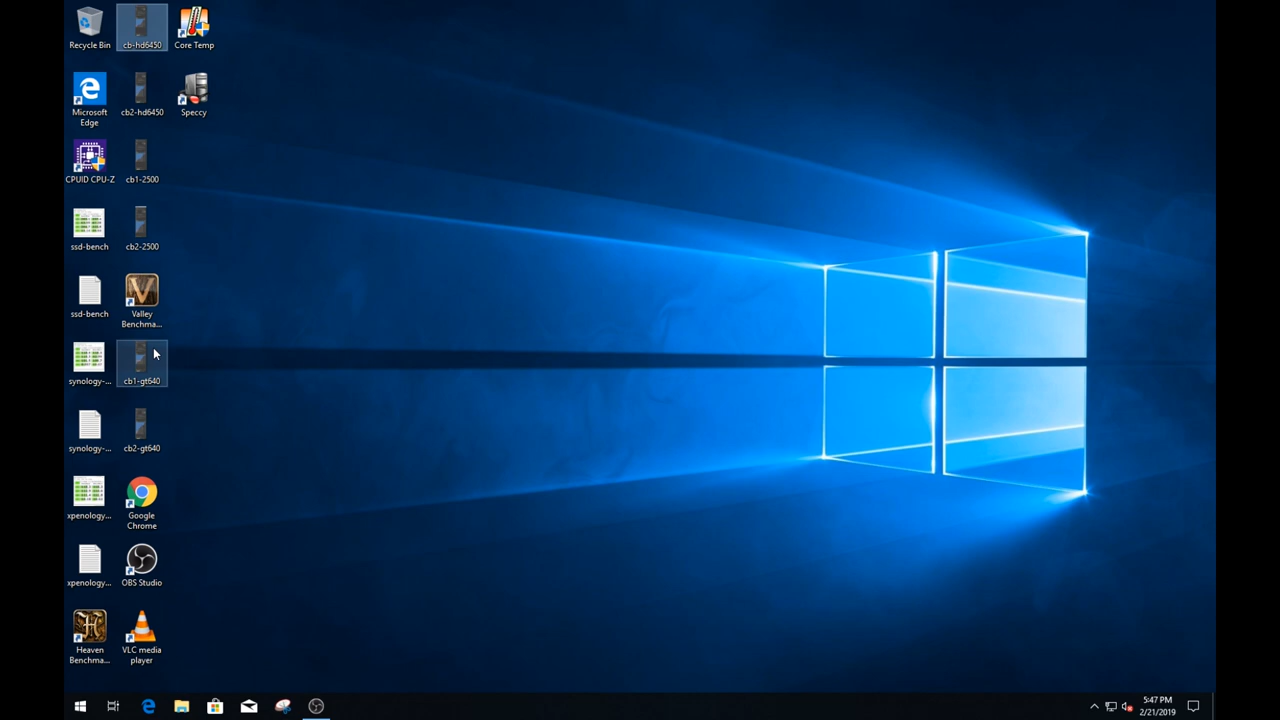 Recycle Bin
cb-hd6450
Core Temp
Microsoft
Edge
cb2-hd6450
Speccy
CPUID CPU-Z
cb1-2500
ssd-bench
cb2-2500
ssd-bench
Valley
Benchma...
synology-...
cb1-gt640
synology-...
cb2-gt640
xpenology...
Google
Chrome
xpenology...
OBS Studio
Heaven
Benchma...
VLC media
player
5:47 PM
2/21/2019